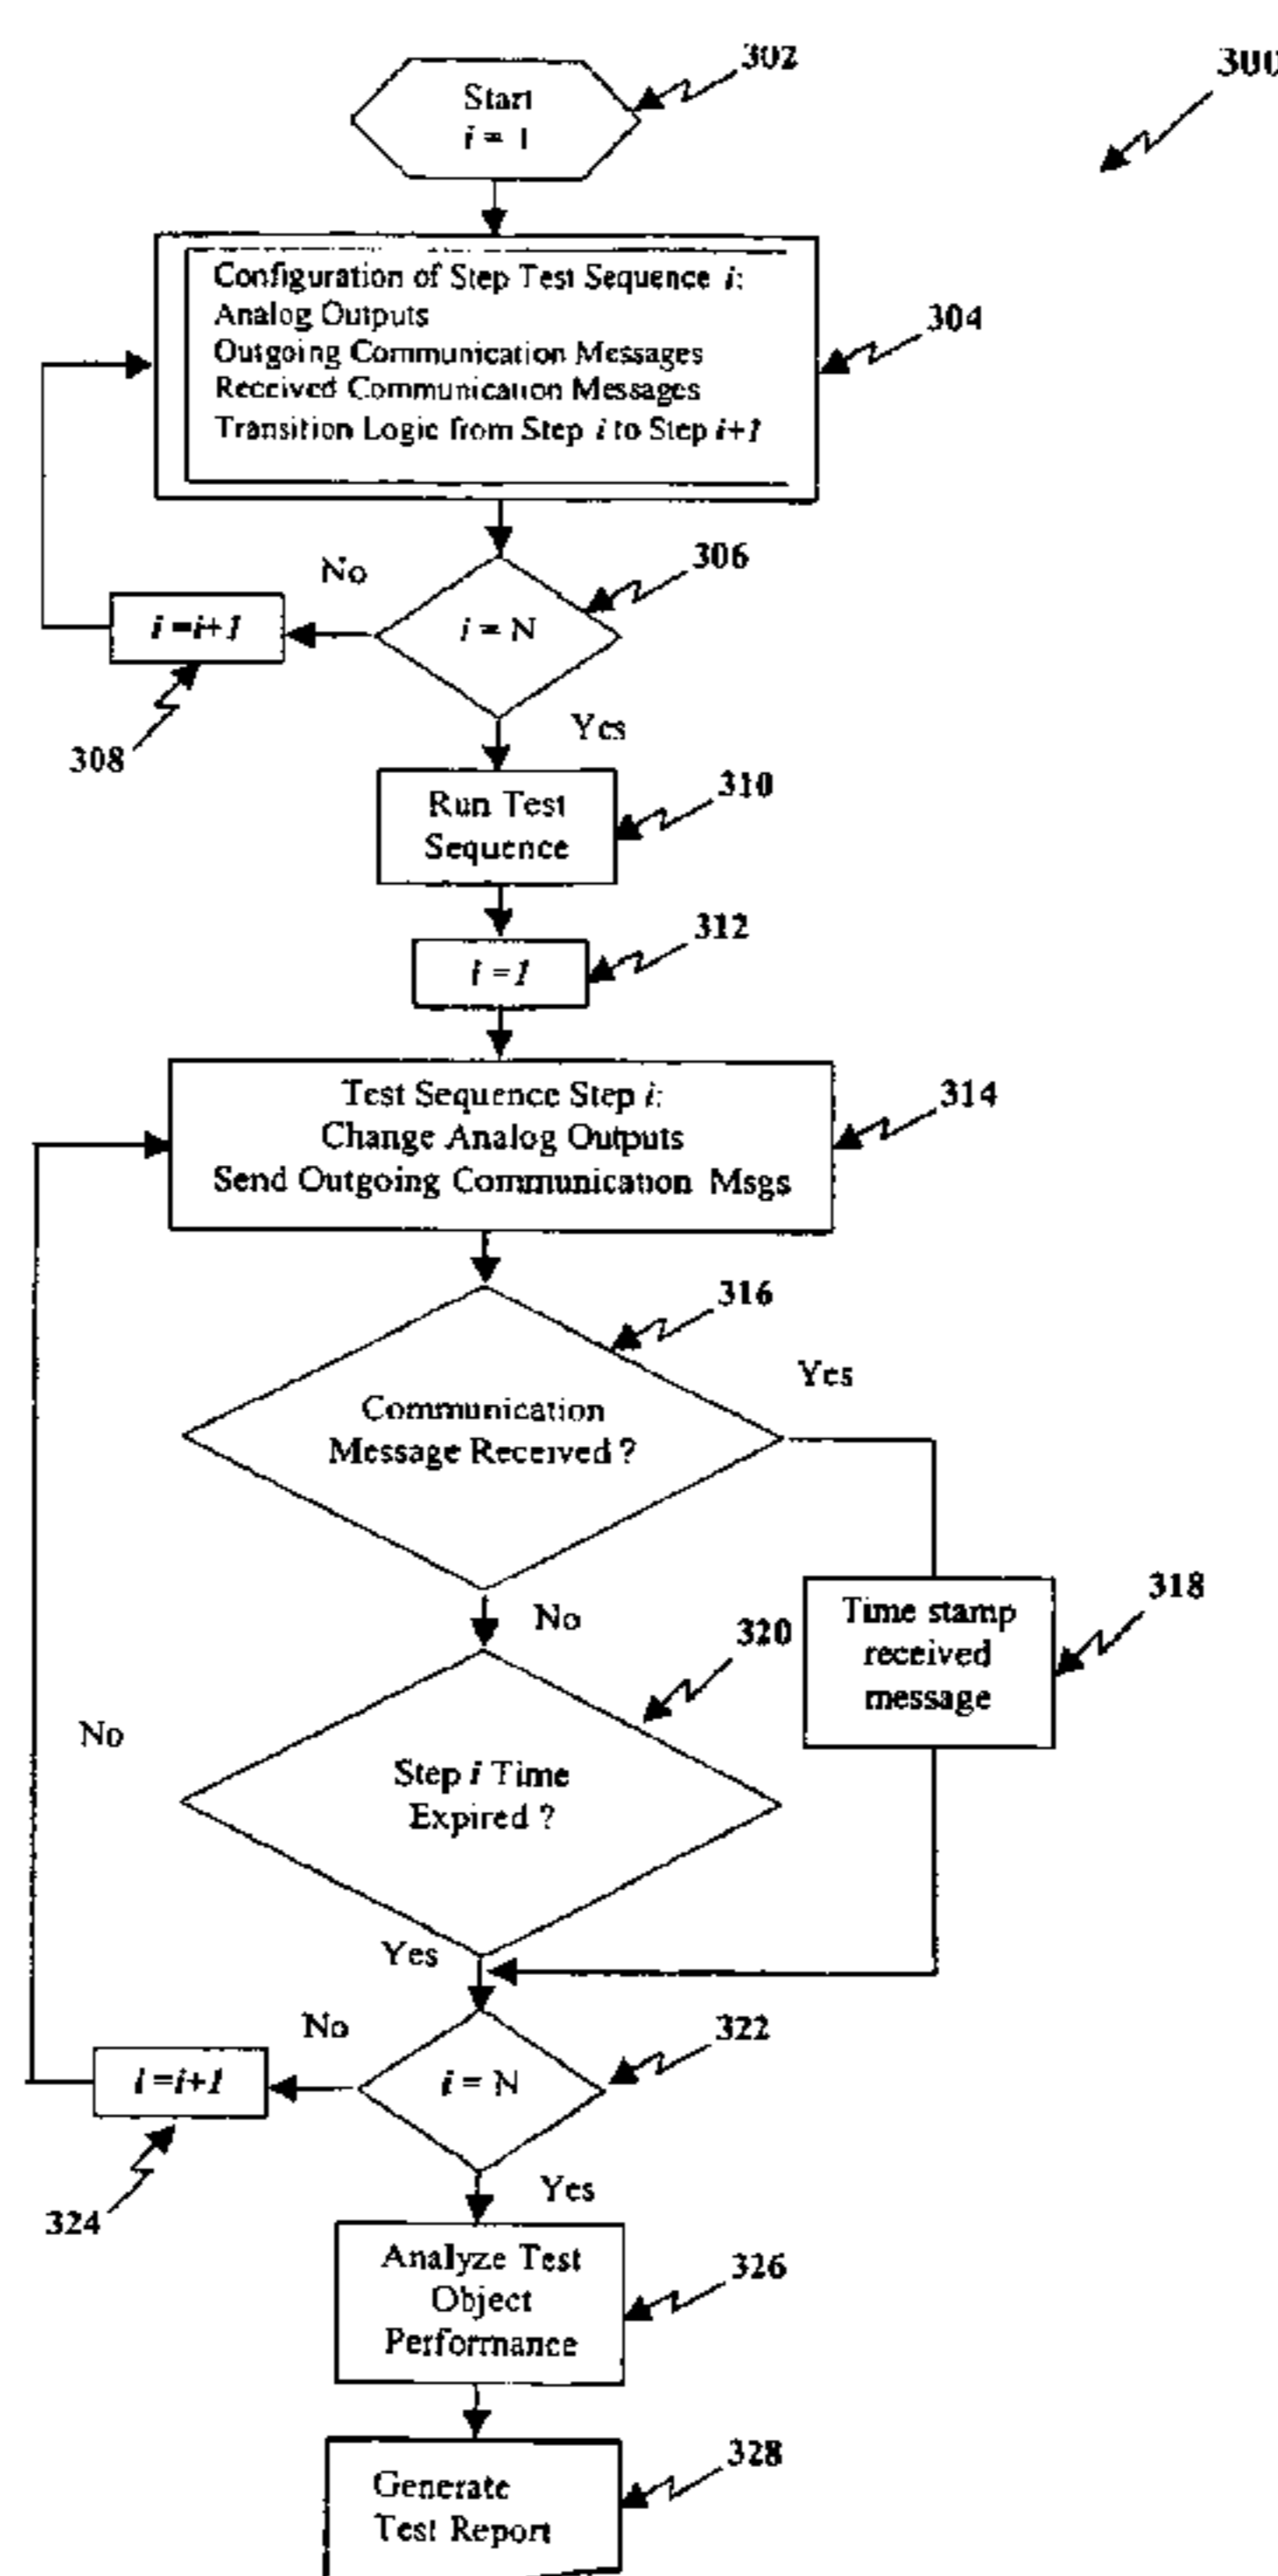 302
300
Start
i = 1
Configuration of Step Test Sequence i:
Analog Outputs
Outgoing Communication Messages
Received Communication Messages
Transition Logic from Step i to Step i+1
304
306
No
i = N
i =i+1
308
Yes
310
Run Test
Sequence
312
i =1
314
Test Sequence Step i:
Change Analog Outputs
Send Outgoing Communication Msgs
316
Yes
Communication
Message Received ?
318
No
320
Time stamp
received
message
No
Step i Time
Expired ?
Yes
No
322
i = N
i =i+1
324
Yes
326
Analyze Test
Object
Performance
328
Generate
Test Report